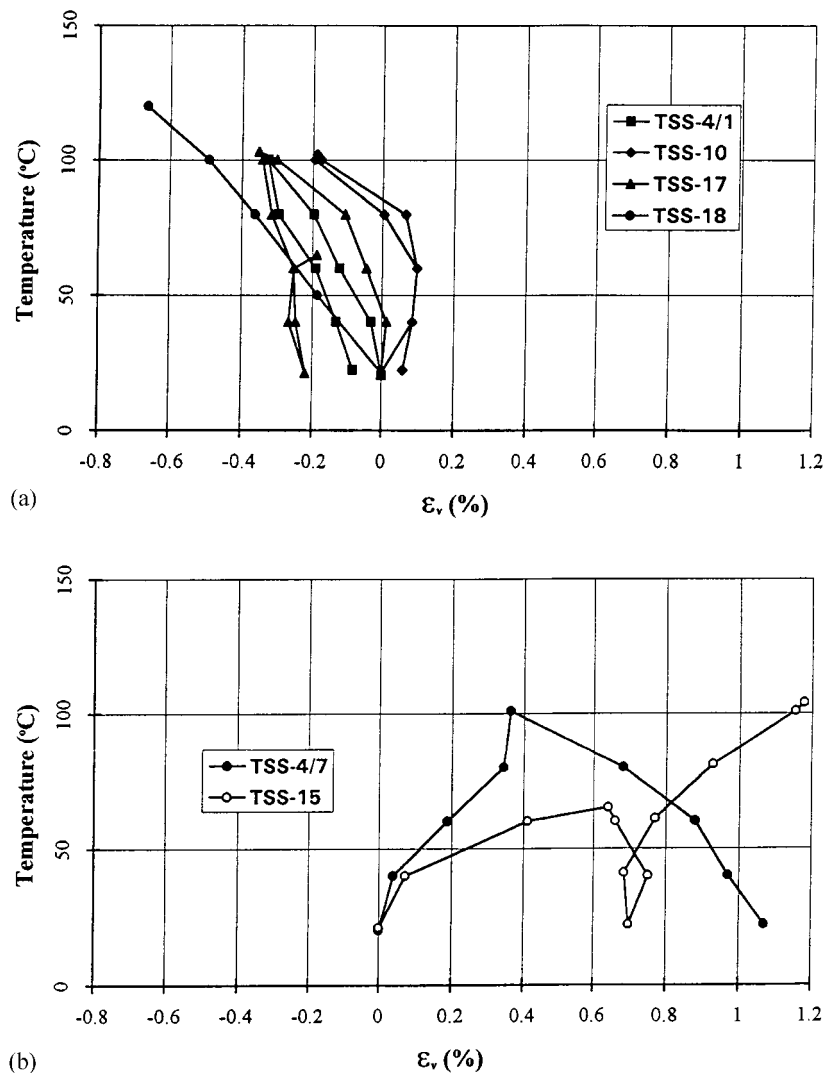 150
100
50
0
Temperature (°C)
TSS-4/1
TSS-10
TSS-17
TSS-18
-0.8 -0.6 -0.4 -0.2 0 0.2 0.4 0.6 0.8 1 1.2
(a)
εv (%)
150
100
50
0
Temperature (°C)
TSS-4/7
TSS-15
-0.8 -0.6 -0.4 -0.2 0 0.2 0.4 0.6 0.8 1 1.2
(b)
εv (%)